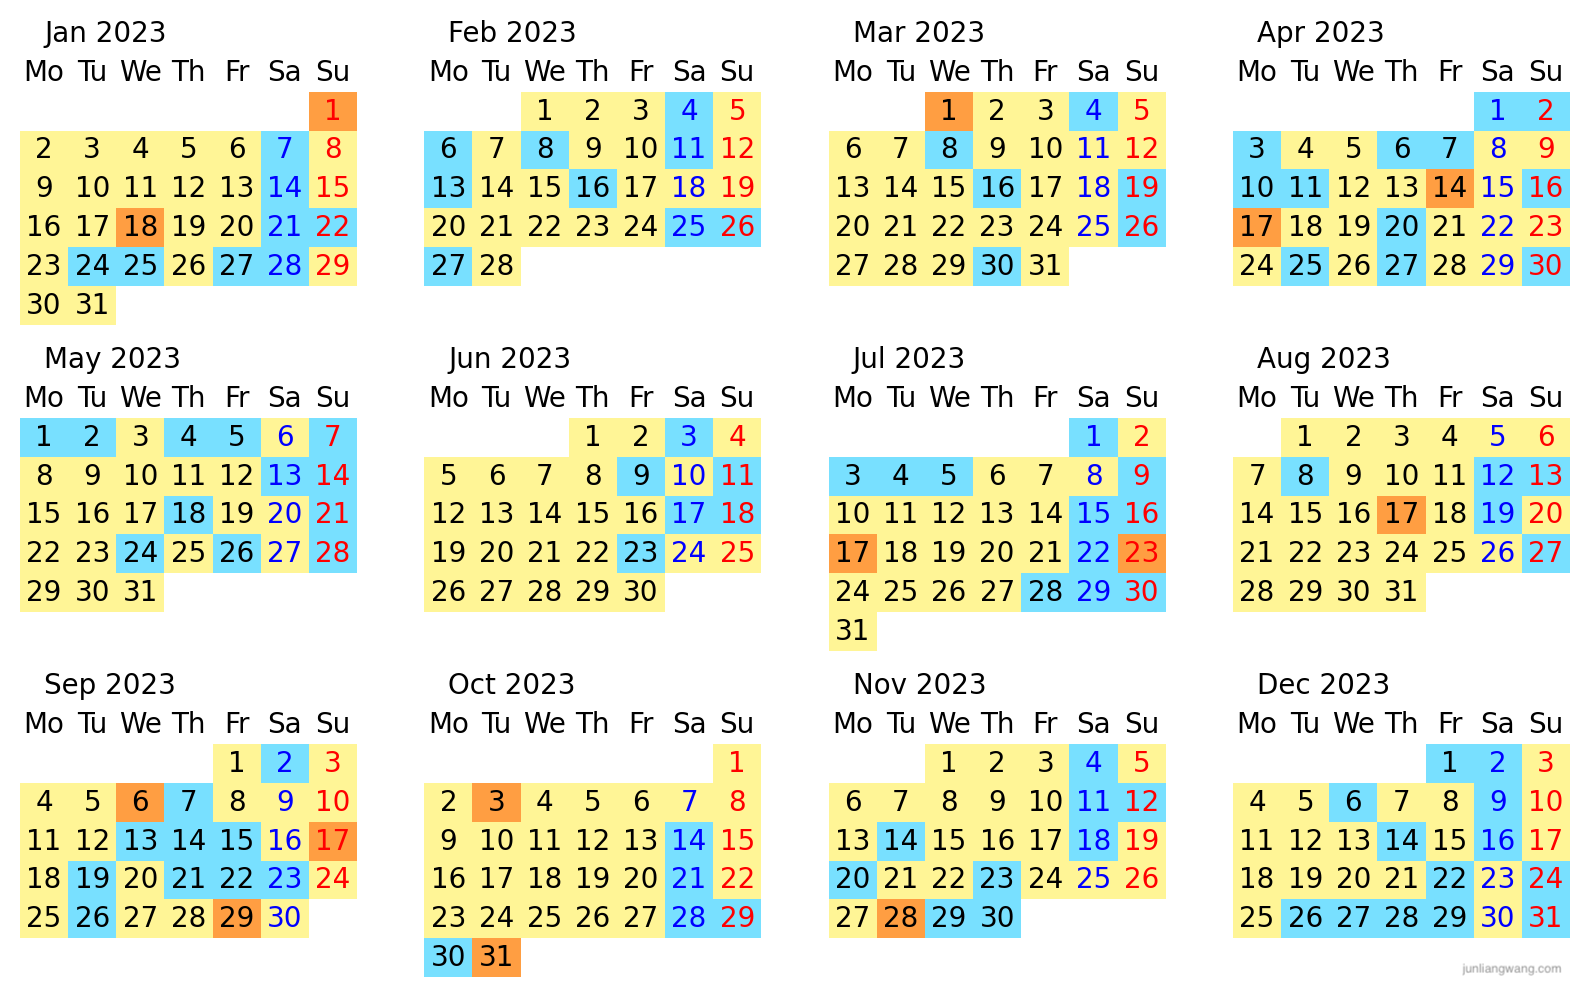 Jan 2023
Mo Tu We Th Fr Sa Su
1
2 3 4 5 6 7 8
9 10 11 12 13 14 15
16 17 18 19 20 21 22
23 24 25 26 27 28 29
30 31
Feb 2023
Mo Tu We Th Fr Sa Su
1 2 3 4 5
6 7 8 9 10 11 12
13 14 15 16 17 18 19
20 21 22 23 24 25 26
27 28
Mar 2023
Mo Tu We Th Fr Sa Su
1 2 3 4 5
6 7 8 9 10 11 12
13 14 15 16 17 18 19
20 21 22 23 24 25 26
27 28 29 30 31
Apr 2023
Mo Tu We Th Fr Sa Su
1 2
3 4 5 6 7 8 9
10 11 12 13 14 15 16
17 18 19 20 21 22 23
24 25 26 27 28 29 30
May 2023
Mo Tu We Th Fr Sa Su
1 2 3 4 5 6 7
8 9 10 11 12 13 14
15 16 17 18 19 20 21
22 23 24 25 26 27 28
29 30 31
Jun 2023
Mo Tu We Th Fr Sa Su
1 2 3 4
5 6 7 8 9 10 11
12 13 14 15 16 17 18
19 20 21 22 23 24 25
26 27 28 29 30
Jul 2023
Mo Tu We Th Fr Sa Su
1 2
3 4 5 6 7 8 9
10 11 12 13 14 15 16
17 18 19 20 21 22 23
24 25 26 27 28 29 30
31
Aug 2023
Mo Tu We Th Fr Sa Su
1 2 3 4 5 6
7 8 9 10 11 12 13
14 15 16 17 18 19 20
21 22 23 24 25 26 27
28 29 30 31
Sep 2023
Mo Tu We Th Fr Sa Su
1 2 3
4 5 6 7 8 9 10
11 12 13 14 15 16 17
18 19 20 21 22 23 24
25 26 27 28 29 30
Oct 2023
Mo Tu We Th Fr Sa Su
1
2 3 4 5 6 7 8
9 10 11 12 13 14 15
16 17 18 19 20 21 22
23 24 25 26 27 28 29
30 31
Nov 2023
Mo Tu We Th Fr Sa Su
1 2 3 4 5
6 7 8 9 10 11 12
13 14 15 16 17 18 19
20 21 22 23 24 25 26
27 28 29 30
Dec 2023
Mo Tu We Th Fr Sa Su
1 2 3
4 5 6 7 8 9 10
11 12 13 14 15 16 17
18 19 20 21 22 23 24
25 26 27 28 29 30 31
junliangwang.com